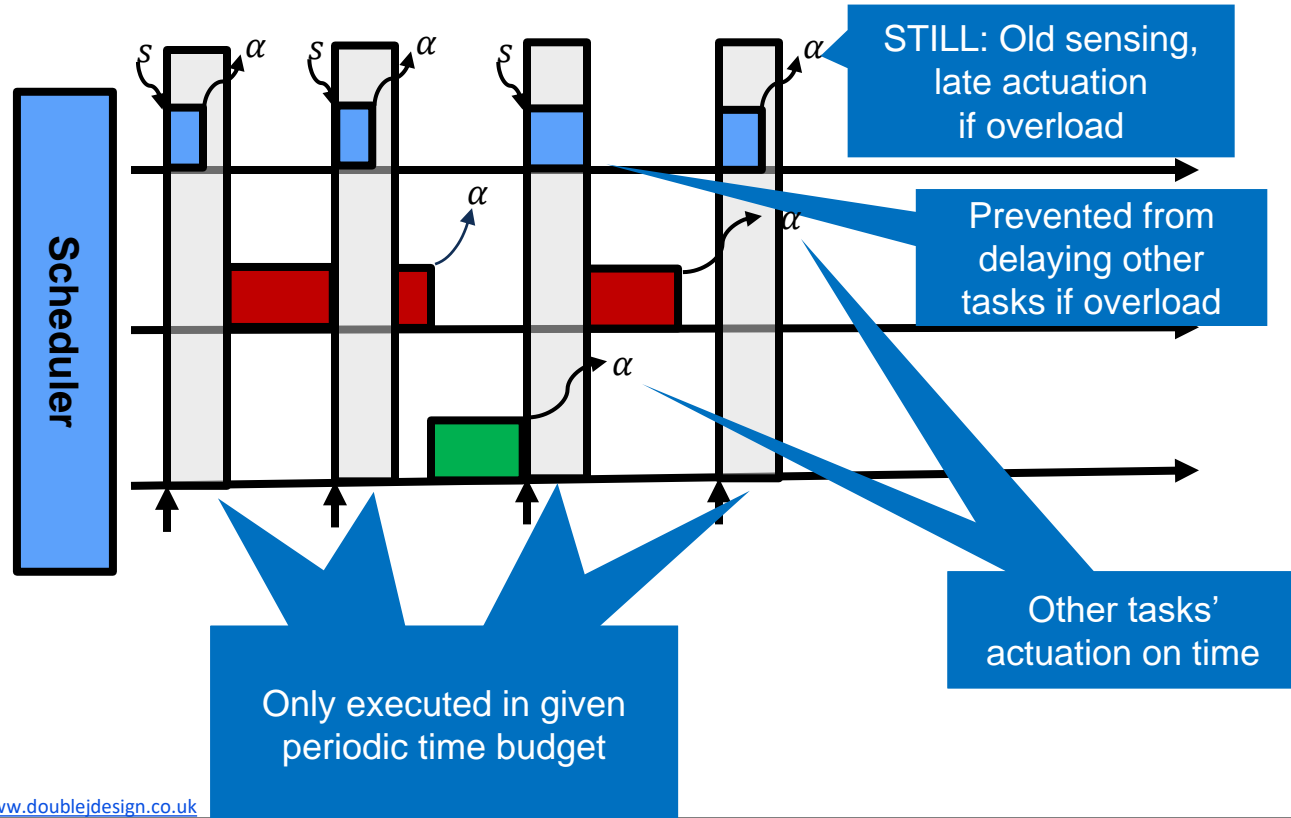 s
α
s
α
s
α
STILL: Old sensing,
late actuation
if overload
Scheduler
α
α
Prevented from
delaying other
tasks if overload
α
Other tasks’
actuation on time
Only executed in given
periodic time budget
ww.doublejdesign.co.uk